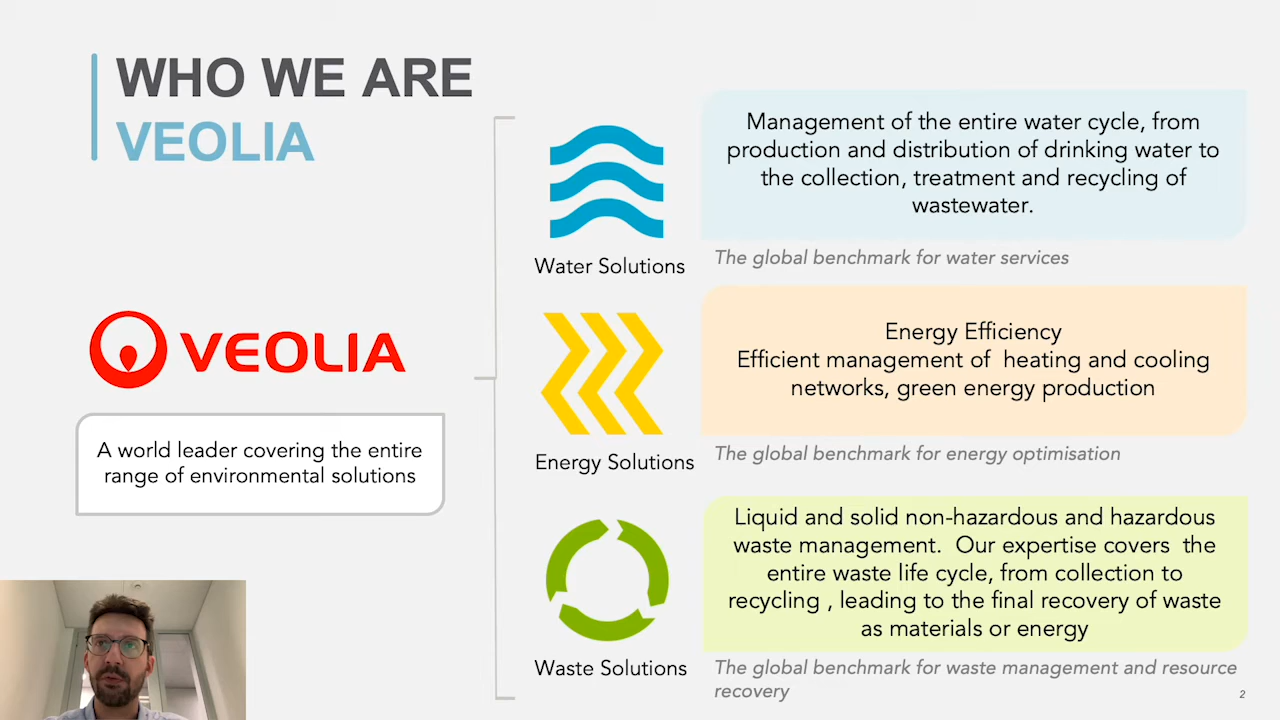 WHO WE ARE
VEOLIA
VEOLIA
A world leader covering the entire
range of environmental solutions
Water Solutions
Management of the entire water cycle, from
production and distribution of drinking water to
the collection, treatment and recycling of
wastewater.
The global benchmark for water services
Energy Solutions
Energy Efficiency
Efficient management of heating and cooling
networks, green energy production
The global benchmark for energy optimisation
Waste Solutions
Liquid and solid non-hazardous and hazardous
waste management. Our expertise covers the
entire waste life cycle, from collection to
recycling , leading to the final recovery of waste
as materials or energy
The global benchmark for waste management and resource
recovery
2